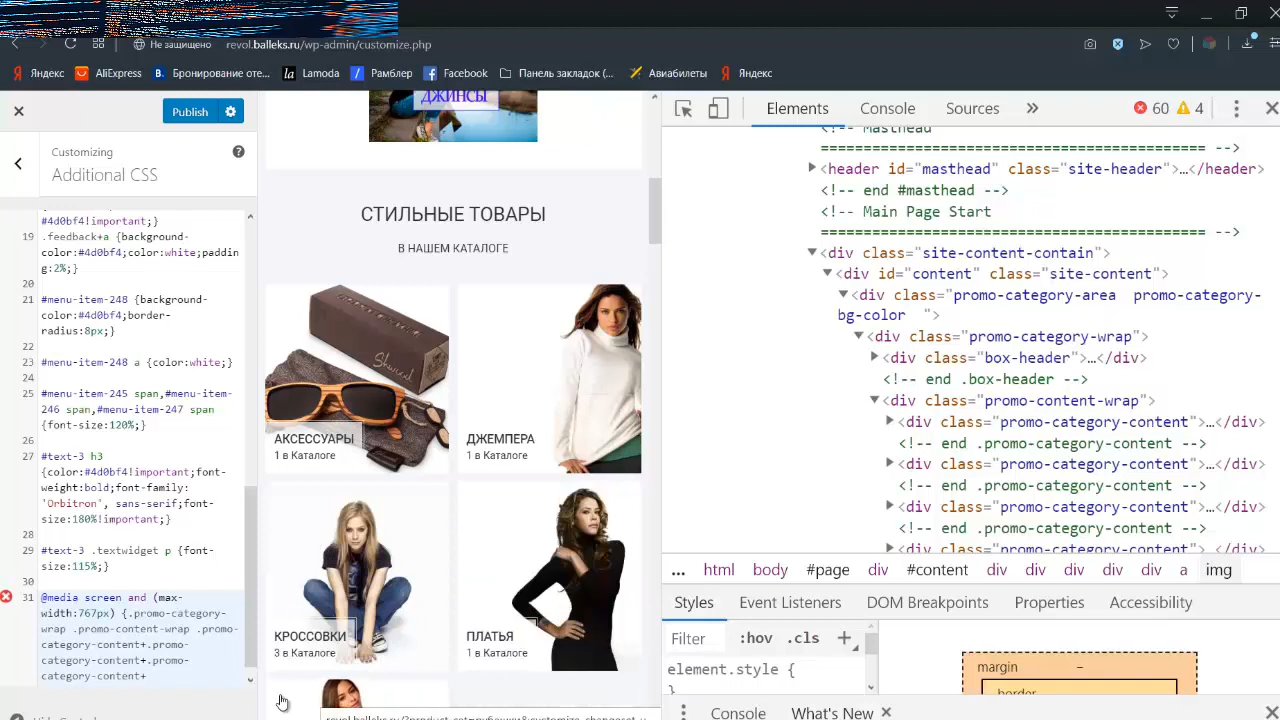 Не защищено revol.balleks.ru/wp-admin/customize.php
Яндекс AliExpress B. Бронирование оте... la Lamoda Рамблер Facebook Панель закладок (... Авиабилеты Яндекс
Publish
Customizing
Additional CSS
#4d0bf4!important;}
19 .feedback+a {background-
color:#4d0bf4;color:white;paddin
g:2%;}
20
21 #menu-item-248 {background-
color:#4d0bf4;border-
radius:8px;}
22
23 #menu-item-248 a {color:white;}
24
25 #menu-item-245 span,#menu-item-
246 span,#menu-item-247 span
{font-size:120%;}
26
27 #text-3 h3
{color:#4d0bf4!important;font-
weight:bold;font-family:
'Orbitron', sans-serif;font-
size:180%!important;}
28
29 #text-3 .textwidget p {font-
size:115%;}
30
31 @media screen and (max-
width:767px) {.promo-category-
wrap .promo-content-wrap .promo-
category-content+.promo-
category-content+.promo-
category-content+
ДЖИНСЫ
СТИЛЬНЫЕ ТОВАРЫ
В НАШЕМ КАТАЛОГЕ
Showreal
АКСЕССУАРЫ
1 в Каталоге
ДЖЕМПЕРА
1 в Каталоге
КРОССОВКИ
3 в Каталоге
ПЛАТЬЯ
1 в Каталоге
Elements Console Sources » 60 4
<!-- Masthead
============================================ -->
<header id="masthead" class="site-header">…</header>
<!-- end #masthead -->
<!-- Main Page Start
============================================ -->
<div class="site-content-contain">
<div id="content" class="site-content">
<div class="promo-category-area promo-category-
bg-color ">
<div class="promo-category-wrap">
<div class="box-header">…</div>
<!-- end .box-header -->
<div class="promo-content-wrap">
<div class="promo-category-content">…</div>
<!-- end .promo-category-content -->
<div class="promo-category-content">…</div>
<!-- end .promo-category-content -->
<div class="promo-category-content">…</div>
<!-- end .promo-category-content -->
<div class="promo-category-content">…</div>
... html body #page div #content div div div a img
Styles Event Listeners DOM Breakpoints Properties Accessibility
Filter :hov .cls +
element.style {
}
margin –
border
Console What's New